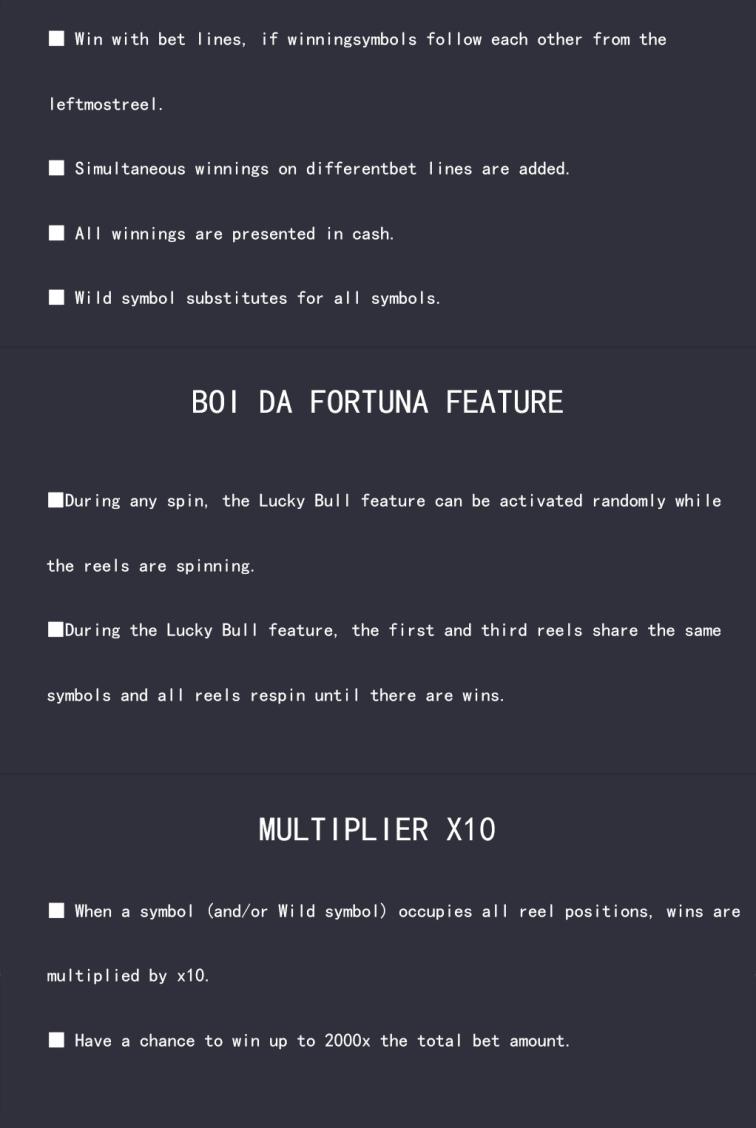 ■ Win with bet lines, if winningsymbols follow each other from the
leftmostreel.
■ Simultaneous winnings on differentbet lines are added.
■ All winnings are presented in cash.
■ Wild symbol substitutes for all symbols.
BOI DA FORTUNA FEATURE
■During any spin, the Lucky Bull feature can be activated randomly while
the reels are spinning.
■During the Lucky Bull feature, the first and third reels share the same
symbols and all reels respin until there are wins.
MULTIPLIER X10
■ When a symbol (and/or Wild symbol) occupies all reel positions, wins are
multiplied by x10.
■ Have a chance to win up to 2000x the total bet amount.